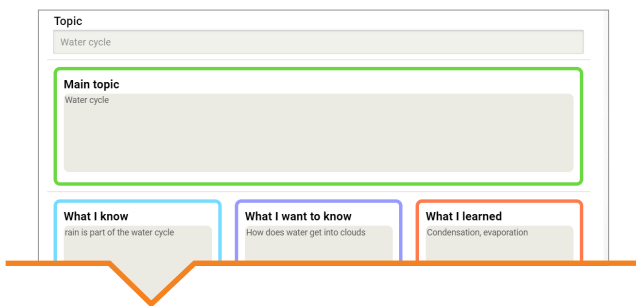 Topic
Water cycle
Main topic
Water cycle
What I know
rain is part of the water cycle
What I want to know
How does water get into clouds
What I learned
Condensation, evaporation